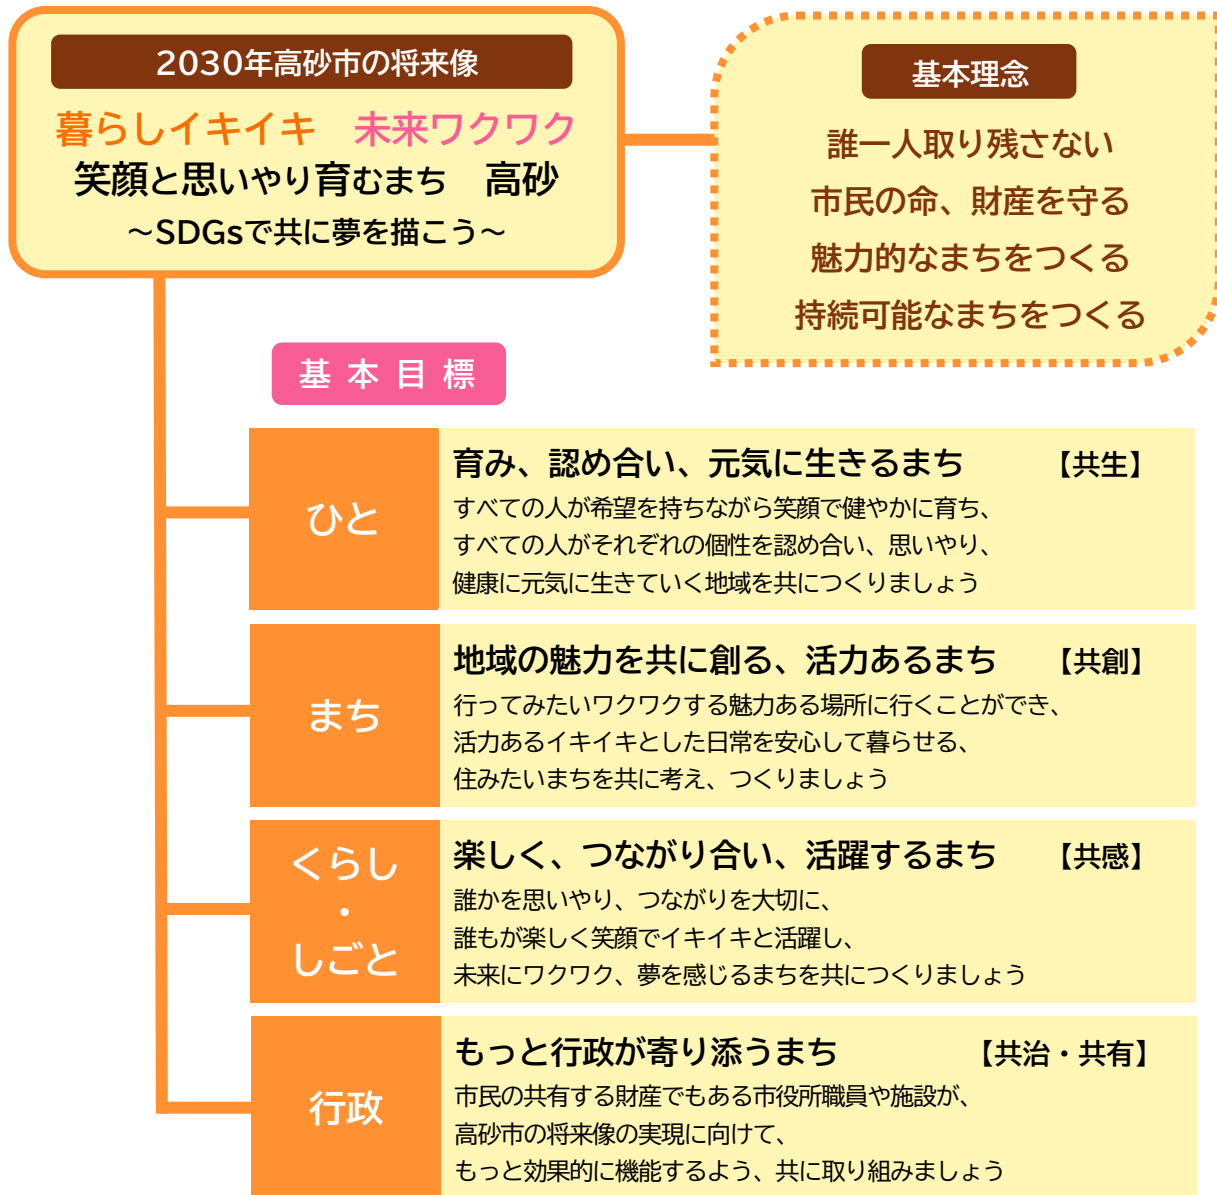 2030年高砂市の将来像
暮らしイキイキ　未来ワクワク
笑顔と思いやり育むまち　高砂
～SDGsで共に夢を描こう～
基本理念
誰一人取り残さない
市民の命、財産を守る
魅力的なまちをつくる
持続可能なまちをつくる
基本目標
ひと
育み、認め合い、元気に生きるまち　【共生】
すべての人が希望を持ちながら笑顔で健やかに育ち、
すべての人がそれぞれの個性を認め合い、思いやり、
健康に元気に生きていく地域を共につくりましょう
まち
地域の魅力を共に創る、活力あるまち　【共創】
行ってみたいワクワクする魅力ある場所に行くことができ、
活力あるイキイキとした日常を安心して暮らせる、
住みたいまちを共に考え、つくりましょう
くらし
・
しごと
楽しく、つながり合い、活躍するまち　【共感】
誰かを思いやり、つながりを大切に、
誰もが楽しく笑顔でイキイキと活躍し、
未来にワクワク、夢を感じるまちを共につくりましょう
行政
もっと行政が寄り添うまち　【共治・共有】
市民の共有する財産でもある市役所職員や施設が、
高砂市の将来像の実現に向けて、
もっと効果的に機能するよう、共に取り組みましょう